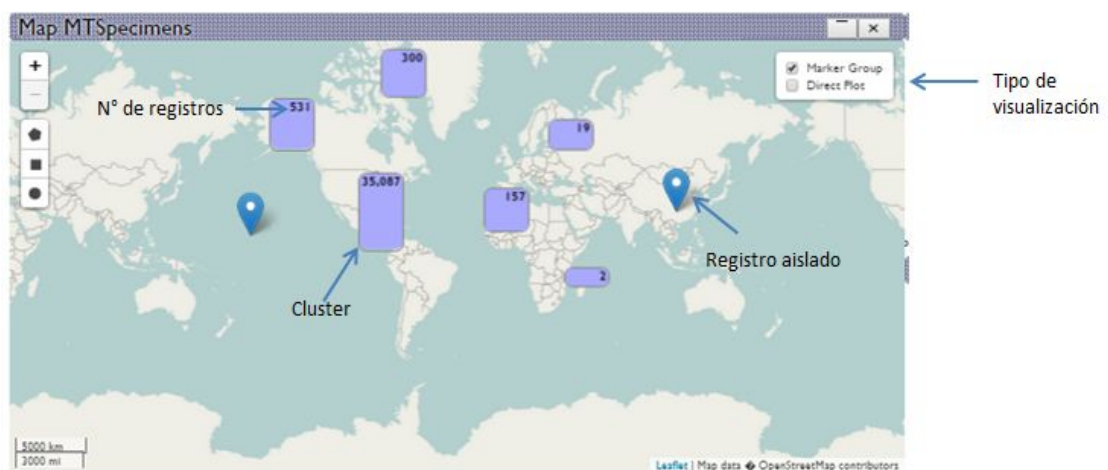 Map MTSpecimens
+
−
N° de registros
531
300
Marker Group
Direct Plot
Tipo de
visualización
19
35,087
157
Registro aislado
2
Cluster
5000 km
3000 mi
Leaflet | Map data � OpenStreetMap contributors